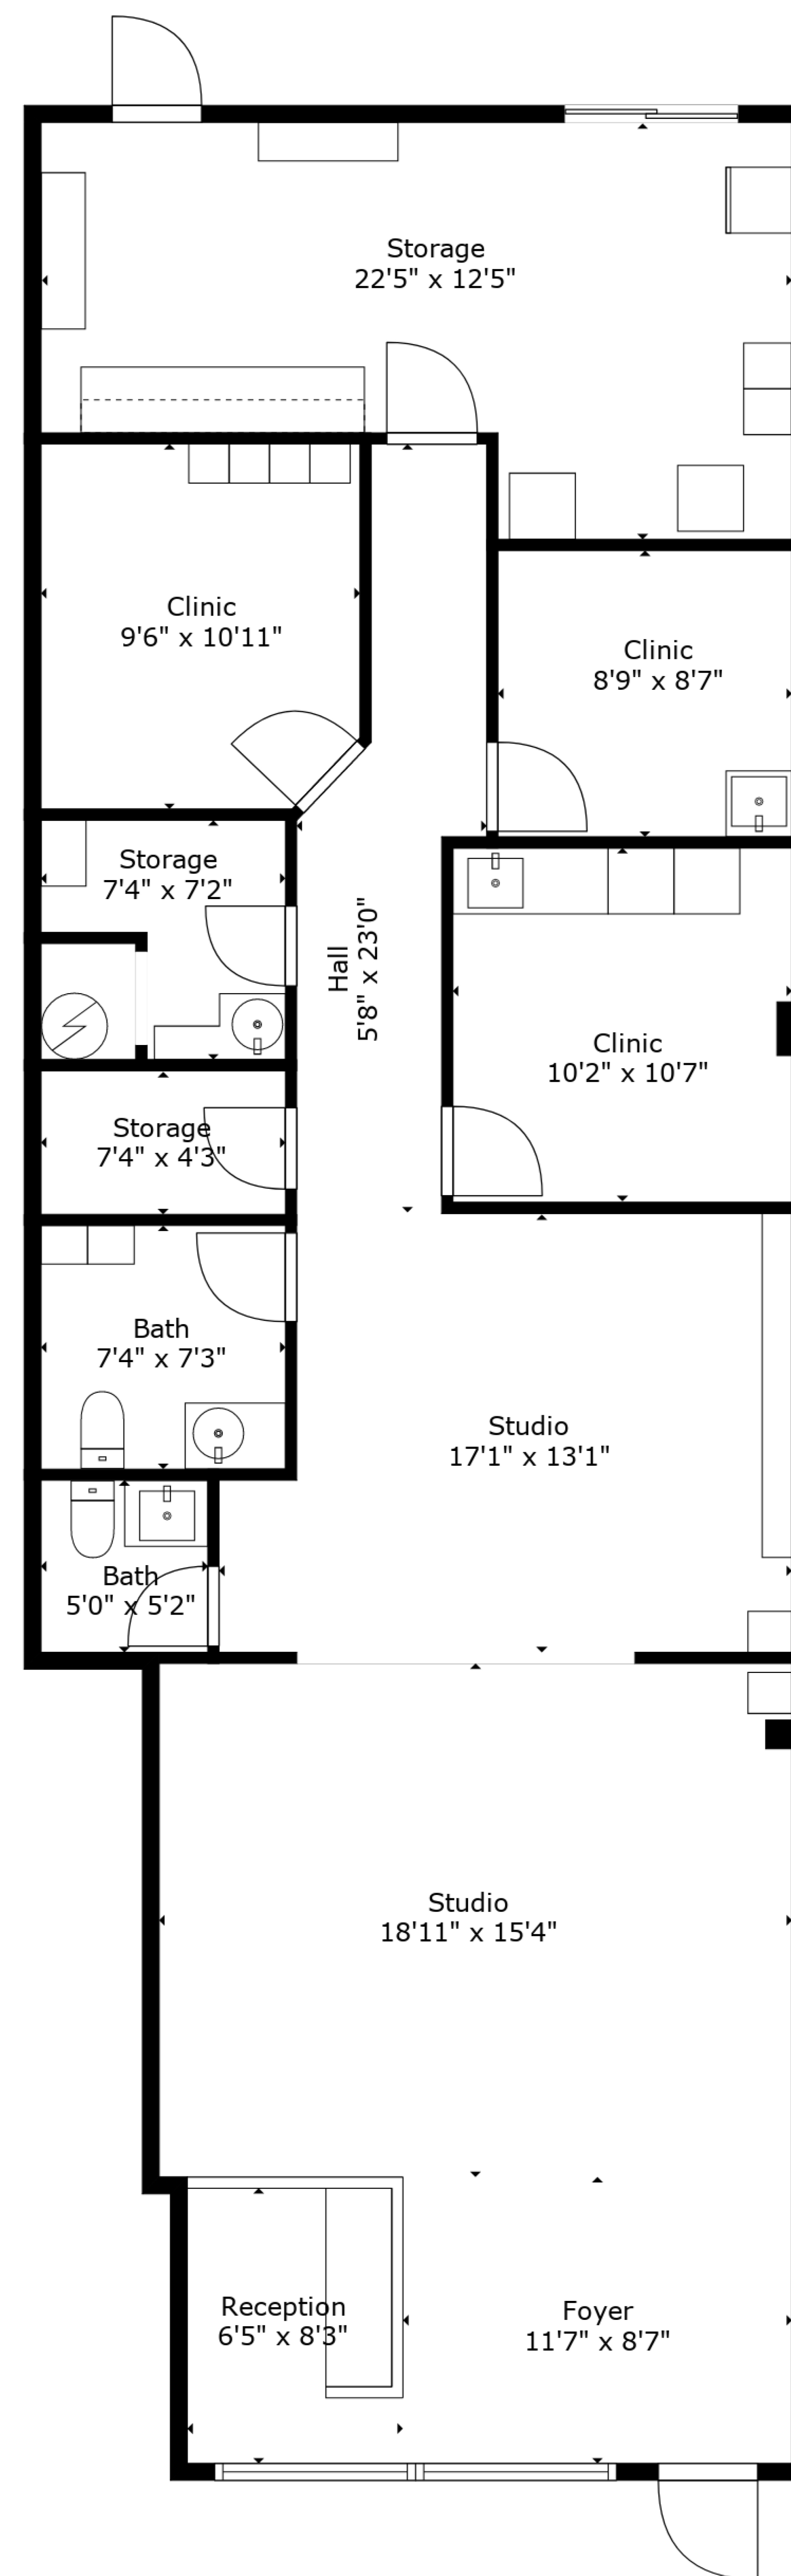 Storage
22'5" x 12'5"
Clinic
9'6" x 10'11"
Clinic
8'9" x 8'7"
Storage
7'4" x 7'2"
Hall
5'8" x 23'0"
Clinic
10'2" x 10'7"
Storage
7'4" x 4'3"
Bath
7'4" x 7'3"
Studio
17'1" x 13'1"
Bath
5'0" x 5'2"
Studio
18'11" x 15'4"
Reception
6'5" x 8'3"
Foyer
11'7" x 8'7"